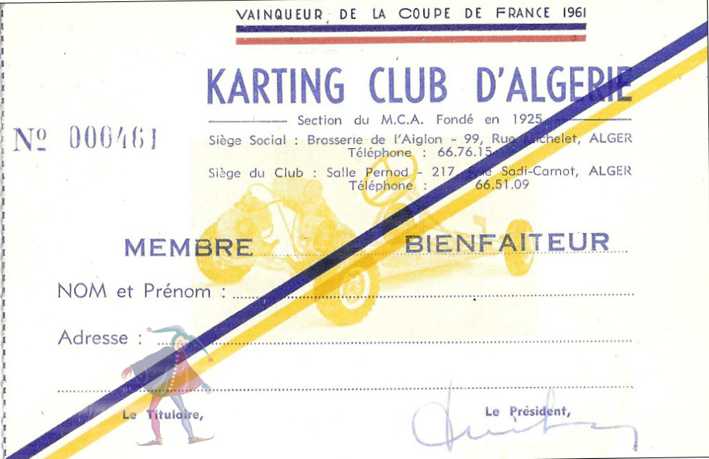 VAINQUEUR DE LA COUPE DE FRANCE 1961
KARTING CLUB D'ALGERIE
Section du M.C.A. Fondé en 1925
Nº 000461
Siège Social : Brasserie de l'Aiglon - 99, Rue Michelet, ALGER
Téléphone : 66.76.15
Siège du Club : Salle Pernod - 217, Rue Sadi-Carnot, ALGER
Téléphone : 66.51.09
MEMBRE BIENFAITEUR
NOM et Prénom :
Adresse :
Le Titulaire, Le Président,